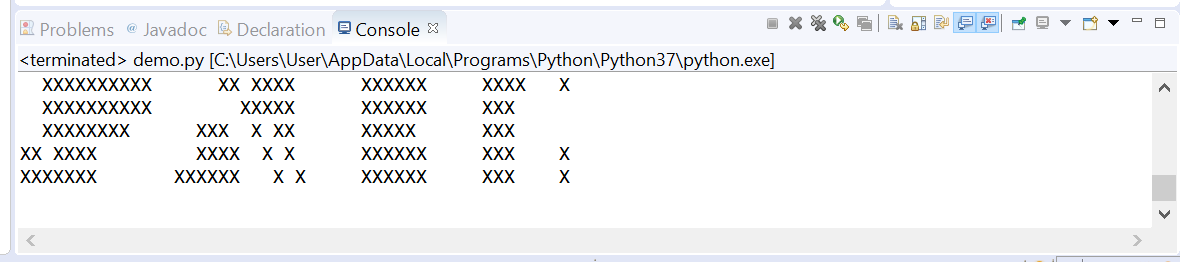 Problems @ Javadoc Declaration Console
<terminated> demo.py [C:\Users\User\AppData\Local\Programs\Python\Python37\python.exe]
  XXXXXXXXXX      XX XXXX      XXXXXX     XXXX   X
  XXXXXXXXXX        XXXXX      XXXXXX     XXX
  XXXXXXXX      XXX  X XX      XXXXX      XXX
XX XXXX         XXXX  X X      XXXXXX     XXX    X
XXXXXXX       XXXXXX   X X     XXXXXX     XXX    X